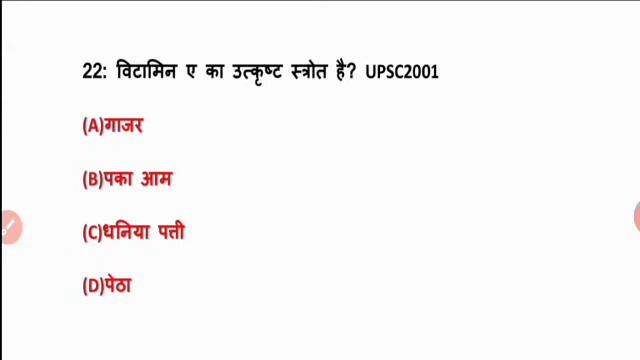 22: विटामिन ए का उत्कृष्ट स्त्रोत है? UPSC2001
(A)गाजर
(B)पका आम
(C)धनिया पत्ती
(D)पेठा